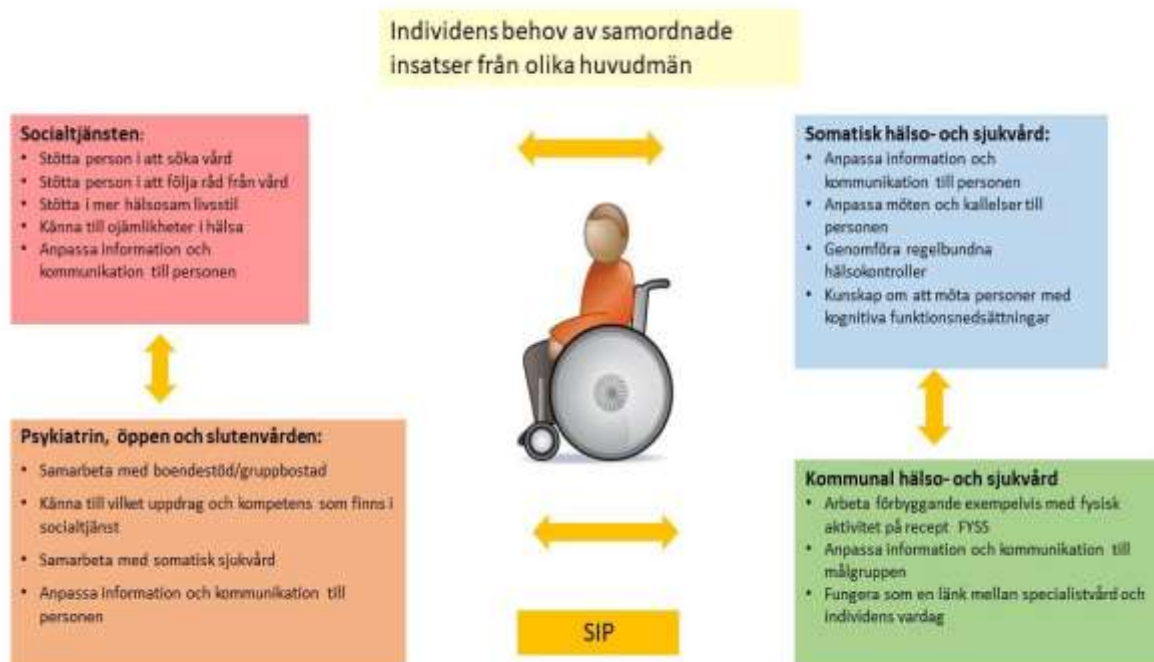 Individens behov av samordnade
insatser från olika huvudmän
Socialtjänsten:
• Stötta person i att söka vård
• Stötta person i att följa råd från vård
• Stötta i mer hälsosam livsstil
• Känna till ojämlikheter i hälsa
• Anpassa information och
kommunikation till personen
Somatisk hälso- och sjukvård:
• Anpassa information och
kommunikation till personen
• Anpassa möten och kallelser till
personen
• Genomföra regelbundna
hälsokontroller
• Kunskap om att möta personer med
kognitiva funktionsnedsättningar
Psykiatrin, öppen och slutenvården:
• Samarbeta med boendestöd/gruppbostad
• Känna till vilket uppdrag och kompetens som finns i
socialtjänst
• Samarbeta med somatisk sjukvård
• Anpassa information och kommunikation till
personen
Kommunal hälso- och sjukvård
• Arbeta förbyggande exempelvis med fysisk
aktivitet på recept FYSS
• Anpassa information och kommunikation till
målgruppen
• Fungera som en länk mellan specialistvård och
individens vardag
SIP